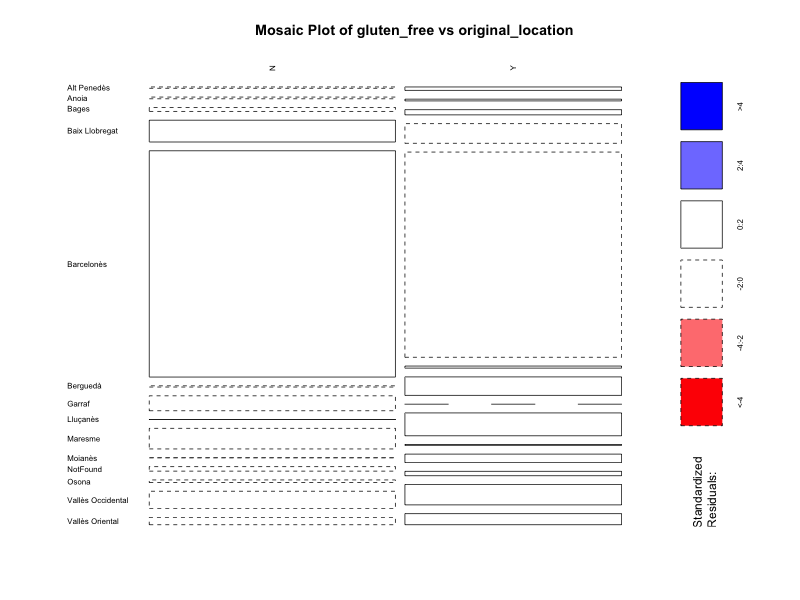 Mosaic Plot of gluten_free vs original_location
N
Y
Alt Penedès
Anoia
Bages
Baix Llobregat
Barcelonès
Berguedà
Garraf
Lluçanès
Maresme
Moianès
NotFound
Osona
Vallès Occidental
Vallès Oriental
>4
2:4
0:2
-2:0
-4:-2
<-4
Standardized
Residuals: